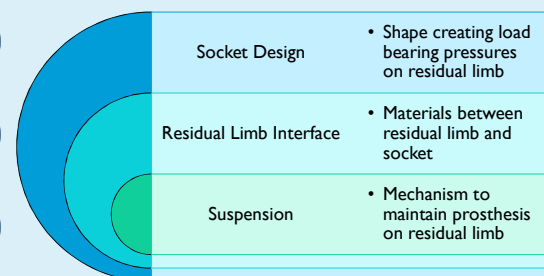 Socket Design
• Shape creating load
bearing pressures
on residual limb
Residual Limb Interface
• Materials between
residual limb and
socket
Suspension
• Mechanism to
maintain prosthesis
on residual limb